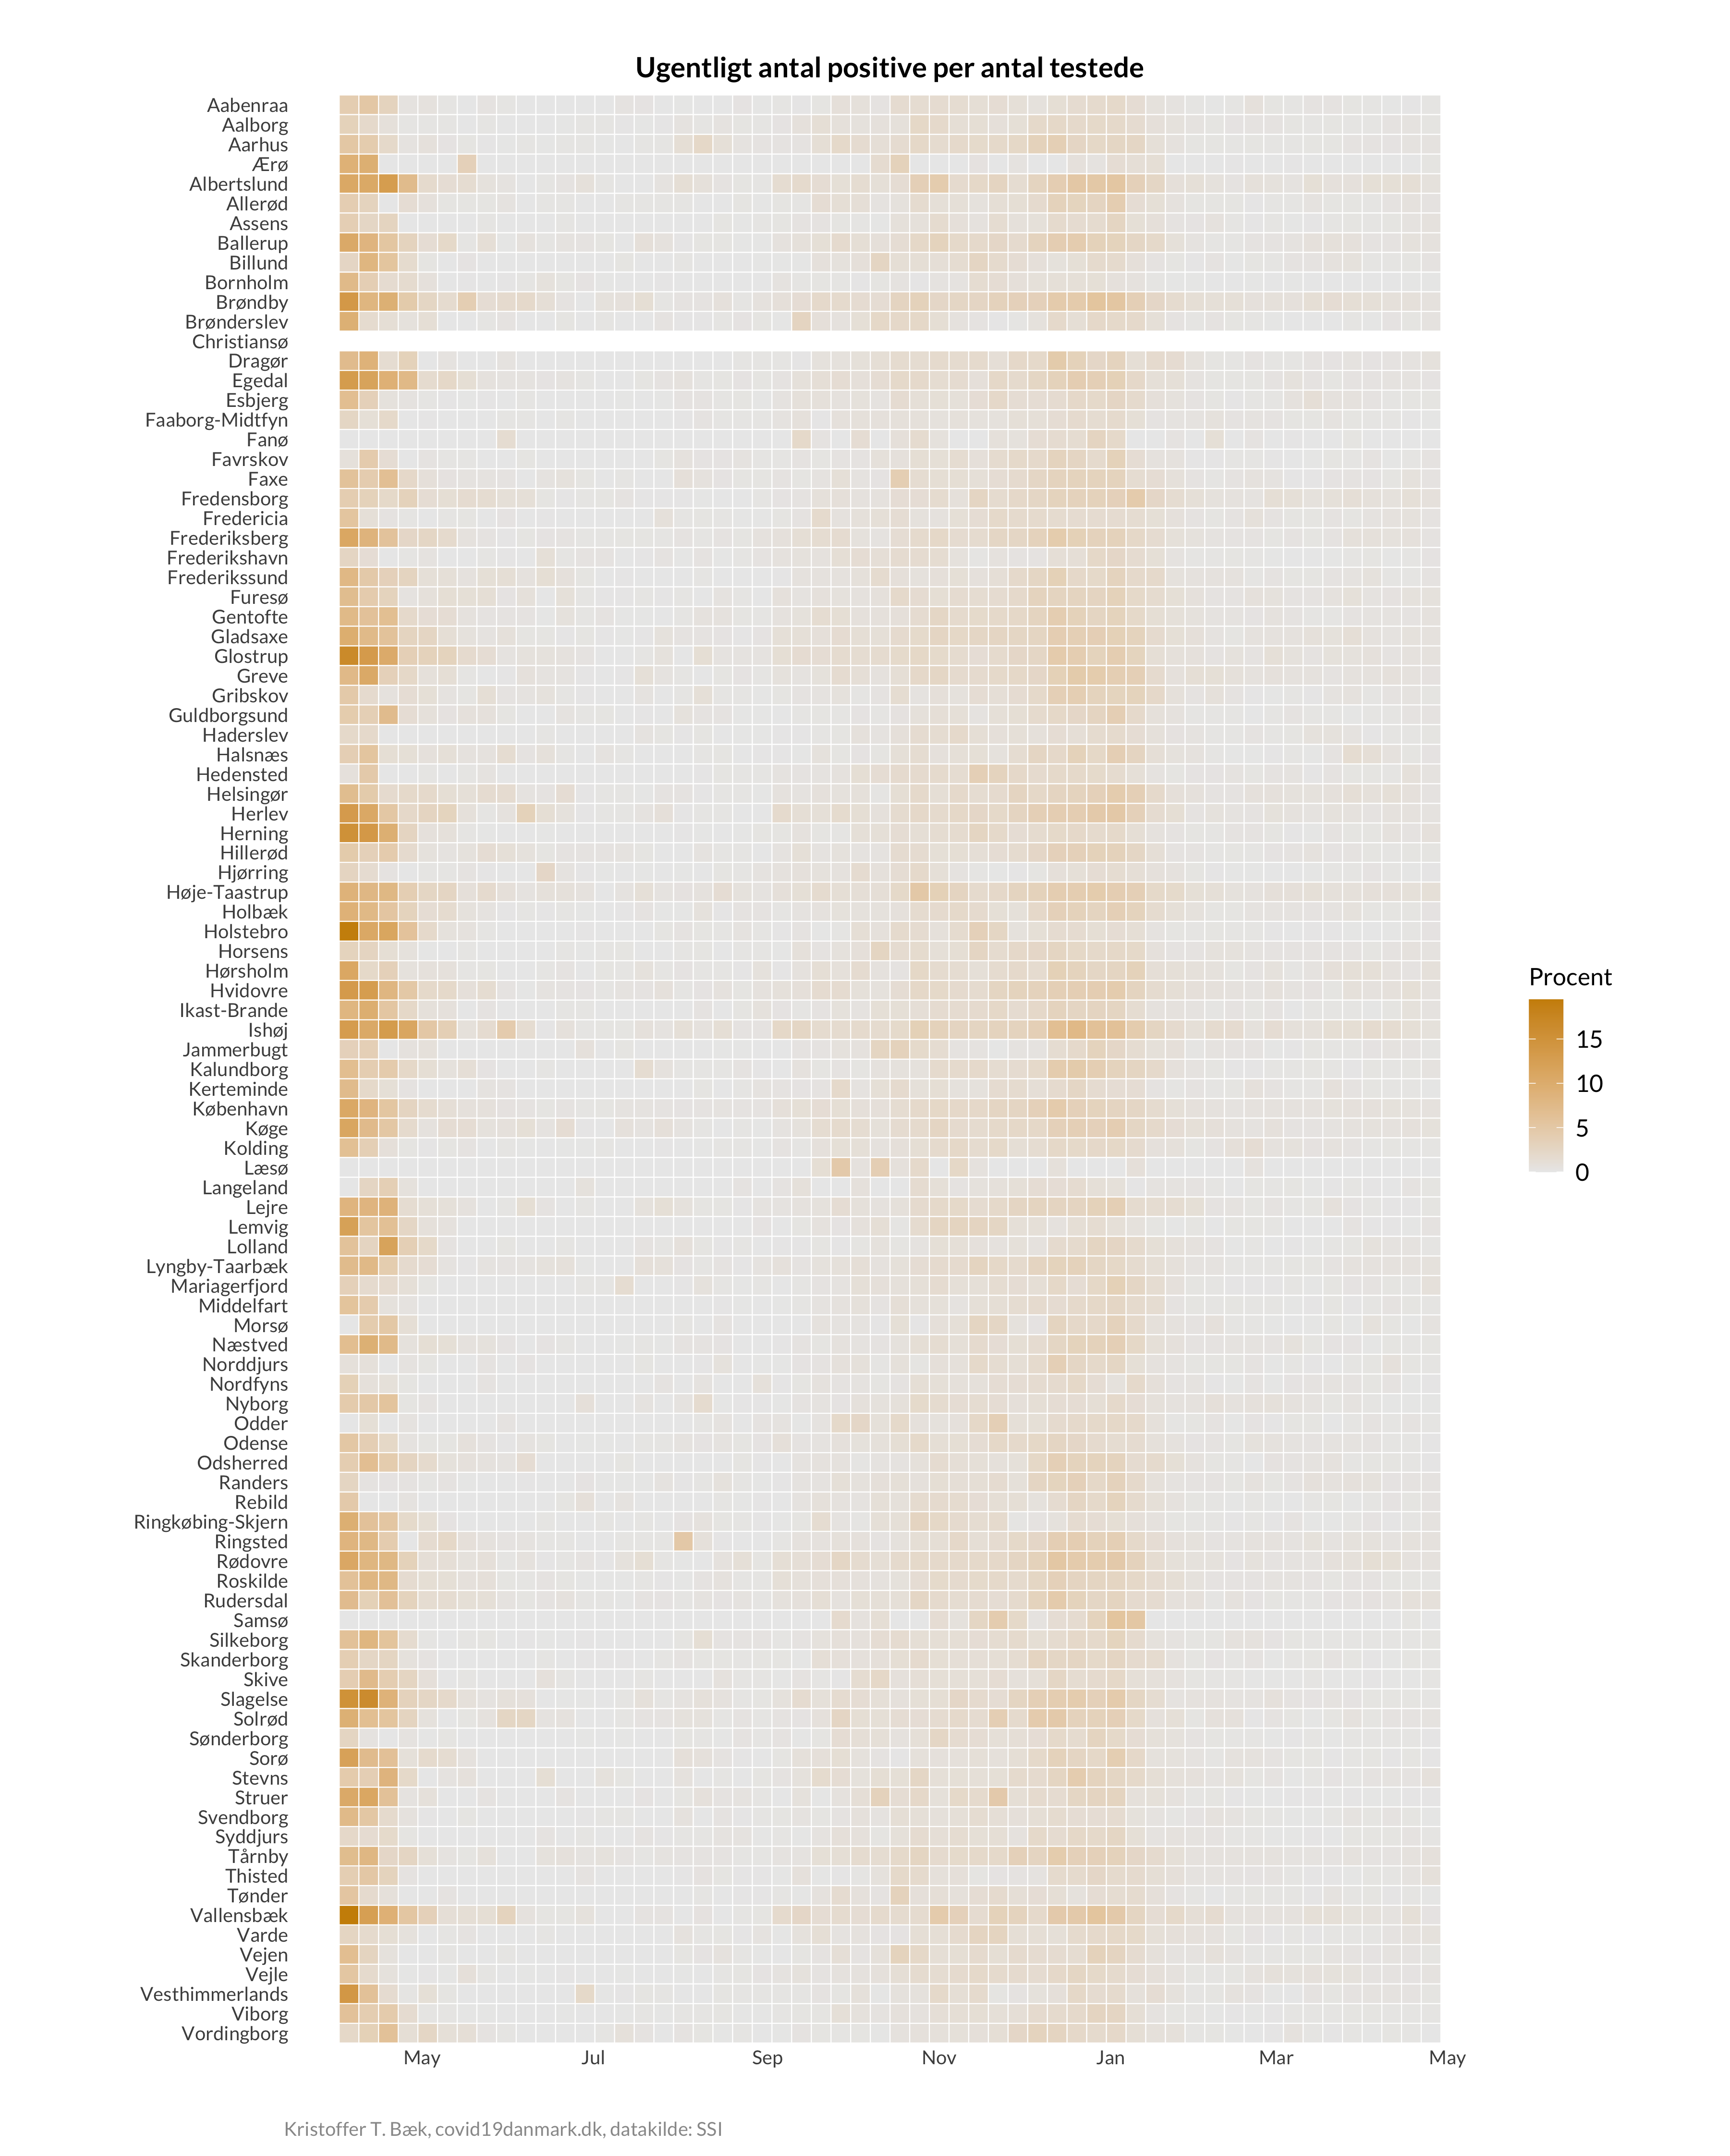 Ugentligt antal positive per antal testede
Aabenraa
Aalborg
Aarhus
Ærø
Albertslund
Allerød
Assens
Ballerup
Billund
Bornholm
Brøndby
Brønderslev
Christiansø
Dragør
Egedal
Esbjerg
Faaborg-Midtfyn
Fanø
Favrskov
Faxe
Fredensborg
Fredericia
Frederiksberg
Frederikshavn
Frederikssund
Furesø
Gentofte
Gladsaxe
Glostrup
Greve
Gribskov
Guldborgsund
Haderslev
Halsnæs
Hedensted
Helsingør
Herlev
Herning
Hillerød
Hjørring
Høje-Taastrup
Holbæk
Holstebro
Horsens
Hørsholm
Hvidovre
Ikast-Brande
Ishøj
Jammerbugt
Kalundborg
Kerteminde
København
Køge
Kolding
Læsø
Langeland
Lejre
Lemvig
Lolland
Lyngby-Taarbæk
Mariagerfjord
Middelfart
Morsø
Næstved
Norddjurs
Nordfyns
Nyborg
Odder
Odense
Odsherred
Randers
Rebild
Ringkøbing-Skjern
Ringsted
Rødovre
Roskilde
Rudersdal
Samsø
Silkeborg
Skanderborg
Skive
Slagelse
Solrød
Sønderborg
Sorø
Stevns
Struer
Svendborg
Syddjurs
Tårnby
Thisted
Tønder
Vallensbæk
Varde
Vejen
Vejle
Vesthimmerlands
Viborg
Vordingborg
May Jul Sep Nov Jan Mar May
Procent
15
10
5
0
Kristoffer T. Bæk, covid19danmark.dk, datakilde: SSI